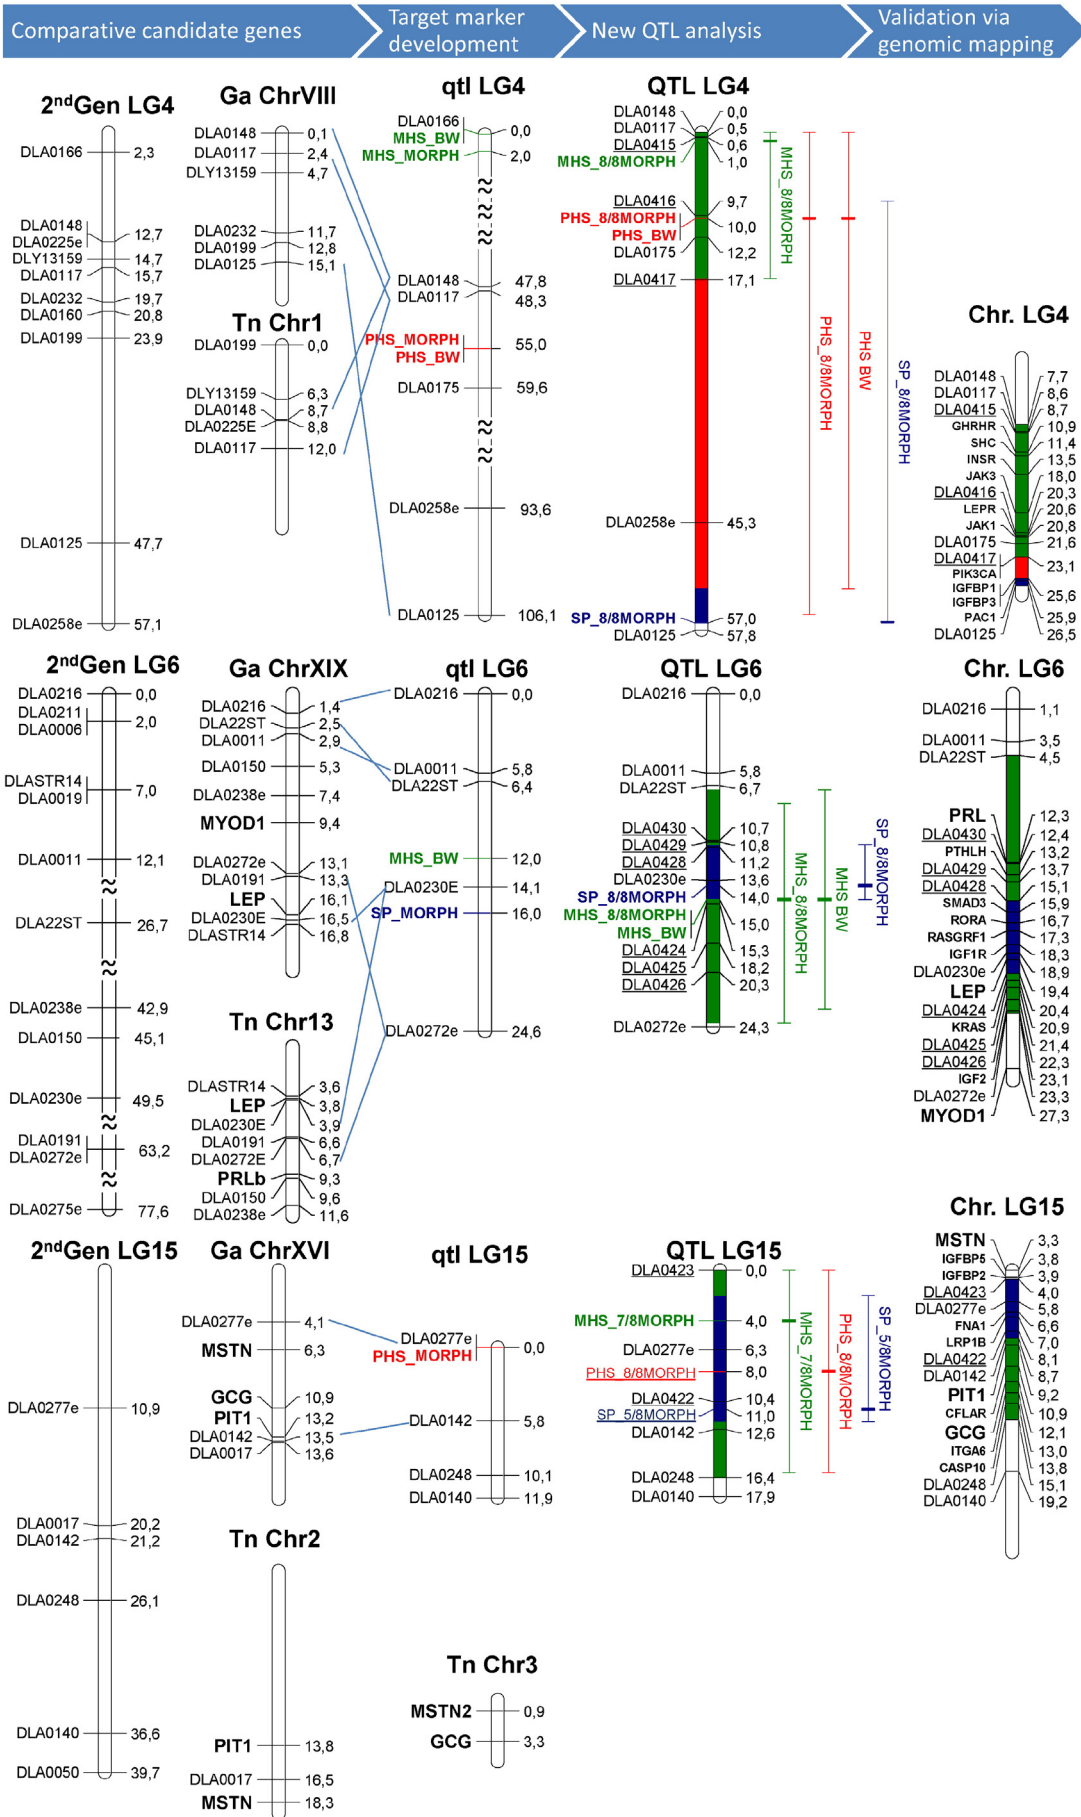 Comparative candidate genes
Target marker
development
New QTL analysis
Validation via
genomic mapping
2ndGen LG4
DLA0166 2,3
DLA0148
DLA0225e 12,7
DLY13159 14,7
DLA0117 15,7
DLA0232 19,7
DLA0160 20,8
DLA0199 23,9
DLA0125 47,7
DLA0258e 57,1
Ga ChrVIII
DLA0148 0,1
DLA0117 2,4
DLY13159 4,7
DLA0232 11,7
DLA0199 12,8
DLA0125 15,1
Tn Chr1
DLA0199 0,0
DLY13159 6,3
DLA0148 8,7
DLA0225E 8,8
DLA0117 12,0
qtl LG4
DLA0166
MHS_BW 0,0
MHS_MORPH 2,0
DLA0148 47,8
DLA0117 48,3
PHS_MORPH
PHS_BW 55,0
DLA0175 59,6
DLA0258e 93,6
DLA0125 106,1
QTL LG4
DLA0148 0,0
DLA0117 0,5
DLA0415 0,6
MHS_8/8MORPH 1,0
DLA0416 9,7
PHS_8/8MORPH
PHS_BW 10,0
DLA0175 12,2
DLA0417 17,1
DLA0258e 45,3
SP_8/8MORPH 57,0
DLA0125 57,8
MHS_8/8MORPH
PHS_8/8MORPH
PHS BW
SP_8/8MORPH
Chr. LG4
DLA0148 7,7
DLA0117 8,6
DLA0415 8,7
GHRHR 10,9
SHC 11,4
INSR 13,5
JAK3 18,0
DLA0416 20,3
LEPR 20,6
JAK1 20,8
DLA0175 21,6
DLA0417
PIK3CA 23,1
IGFBP1
IGFBP3 25,6
PAC1 25,9
DLA0125 26,5
2ndGen LG6
DLA0216 0,0
DLA0211
DLA0006 2,0
DLASTR14
DLA0019 7,0
DLA0011 12,1
DLA22ST 26,7
DLA0238e 42,9
DLA0150 45,1
DLA0230e 49,5
DLA0191
DLA0272e 63,2
DLA0275e 77,6
Ga ChrXIX
DLA0216 1,4
DLA22ST 2,5
DLA0011 2,9
DLA0150 5,3
DLA0238e 7,4
MYOD1 9,4
DLA0272e 13,1
DLA0191 13,3
LEP 16,1
DLA0230E 16,5
DLASTR14 16,8
Tn Chr13
DLASTR14 3,6
LEP 3,8
DLA0230E 3,9
DLA0191 6,6
DLA0272E 6,7
PRLb 9,3
DLA0150 9,6
DLA0238e 11,6
qtl LG6
DLA0216 0,0
DLA0011 5,8
DLA22ST 6,4
MHS_BW 12,0
DLA0230E 14,1
SP_MORPH 16,0
DLA0272e 24,6
QTL LG6
DLA0216 0,0
DLA0011 5,8
DLA22ST 6,7
DLA0430 10,7
DLA0429 10,8
DLA0428 11,2
DLA0230e 13,6
SP_8/8MORPH 14,0
MHS_8/8MORPH
MHS_BW 15,0
DLA0424 15,3
DLA0425 18,2
DLA0426 20,3
DLA0272e 24,3
MHS_8/8MORPH
MHS BW
SP_8/8MORPH
Chr. LG6
DLA0216 1,1
DLA0011 3,5
DLA22ST 4,5
PRL 12,3
DLA0430 12,4
PTHLH 13,2
DLA0429 13,7
DLA0428 15,1
SMAD3 15,9
RORA 16,7
RASGRF1 17,3
IGF1R 18,3
DLA0230e 18,9
LEP 19,4
DLA0424 20,4
KRAS 20,9
DLA0425 21,4
DLA0426 22,3
IGF2 23,1
DLA0272e 23,3
MYOD1 27,3
2ndGen LG15
DLA0277e 10,9
DLA0017 20,2
DLA0142 21,2
DLA0248 26,1
DLA0140 36,6
DLA0050 39,7
Ga ChrXVI
DLA0277e 4,1
MSTN 6,3
GCG 10,9
PIT1 13,2
DLA0142 13,5
DLA0017 13,6
Tn Chr2
PIT1 13,8
DLA0017 16,5
MSTN 18,3
qtl LG15
DLA0277e
PHS_MORPH 0,0
DLA0142 5,8
DLA0248 10,1
DLA0140 11,9
Tn Chr3
MSTN2 0,9
GCG 3,3
QTL LG15
DLA0423 0,0
MHS_7/8MORPH 4,0
DLA0277e 6,3
PHS_8/8MORPH 8,0
DLA0422 10,4
SP_5/8MORPH 11,0
DLA0142 12,6
DLA0248 16,4
DLA0140 17,9
MHS_7/8MORPH
PHS_8/8MORPH
SP_5/8MORPH
Chr. LG15
MSTN 3,3
IGFBP5 3,8
IGFBP2 3,9
DLA0423 4,0
DLA0277e 5,8
FNA1 6,6
LRP1B 7,0
DLA0422 8,1
DLA0142 8,7
PIT1 9,2
CFLAR 10,9
GCG 12,1
ITGA6 13,0
CASP10 13,8
DLA0248 15,1
DLA0140 19,2